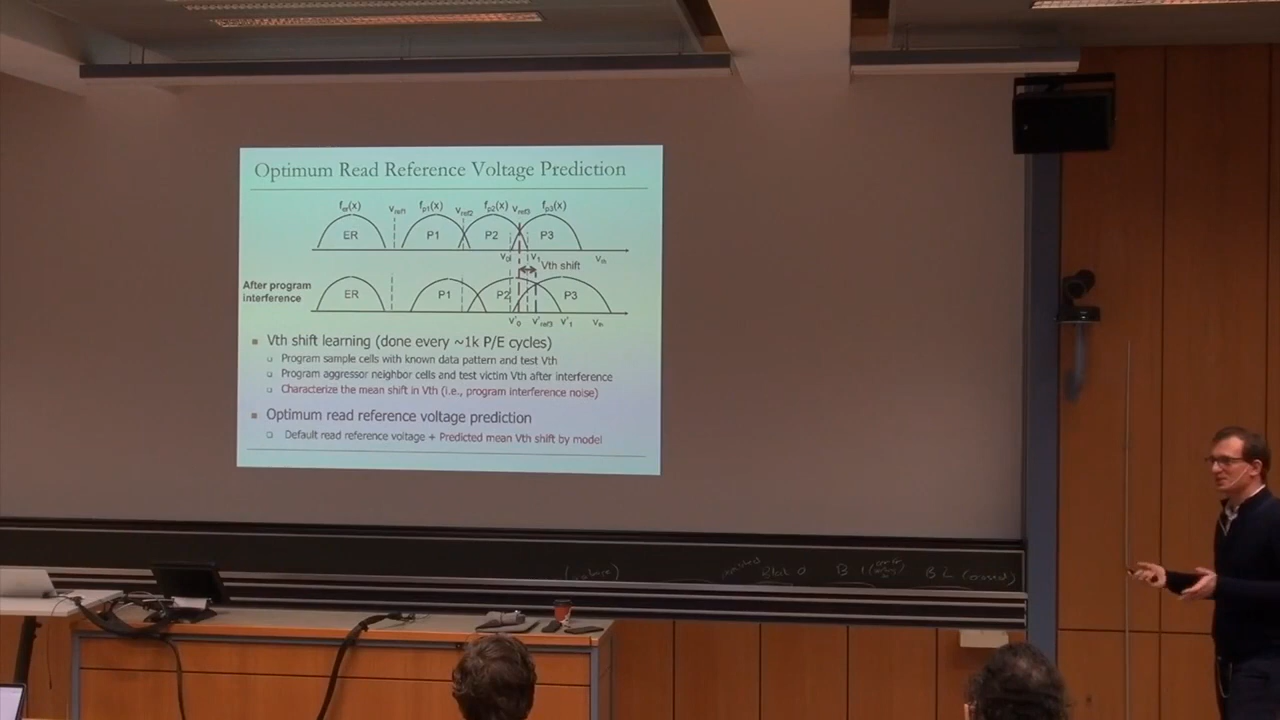 Optimum Read Reference Voltage Prediction
fer(x) Vref1 fp1(x) Vref2 fp2(x) Vref3 fp3(x)
ER P1 P2 P3
V0 V1 Vth
Vth shift
After program
interference
ER P1 P2 P3
V'0 V'ref3 V'1 Vth
▪ Vth shift learning (done every ~1k P/E cycles)
❑ Program sample cells with known data pattern and test Vth
❑ Program aggressor neighbor cells and test victim Vth after interference
❑ Characterize the mean shift in Vth (i.e., program interference noise)
▪ Optimum read reference voltage prediction
❑ Default read reference voltage + Predicted mean Vth shift by model
Block 0 B 1